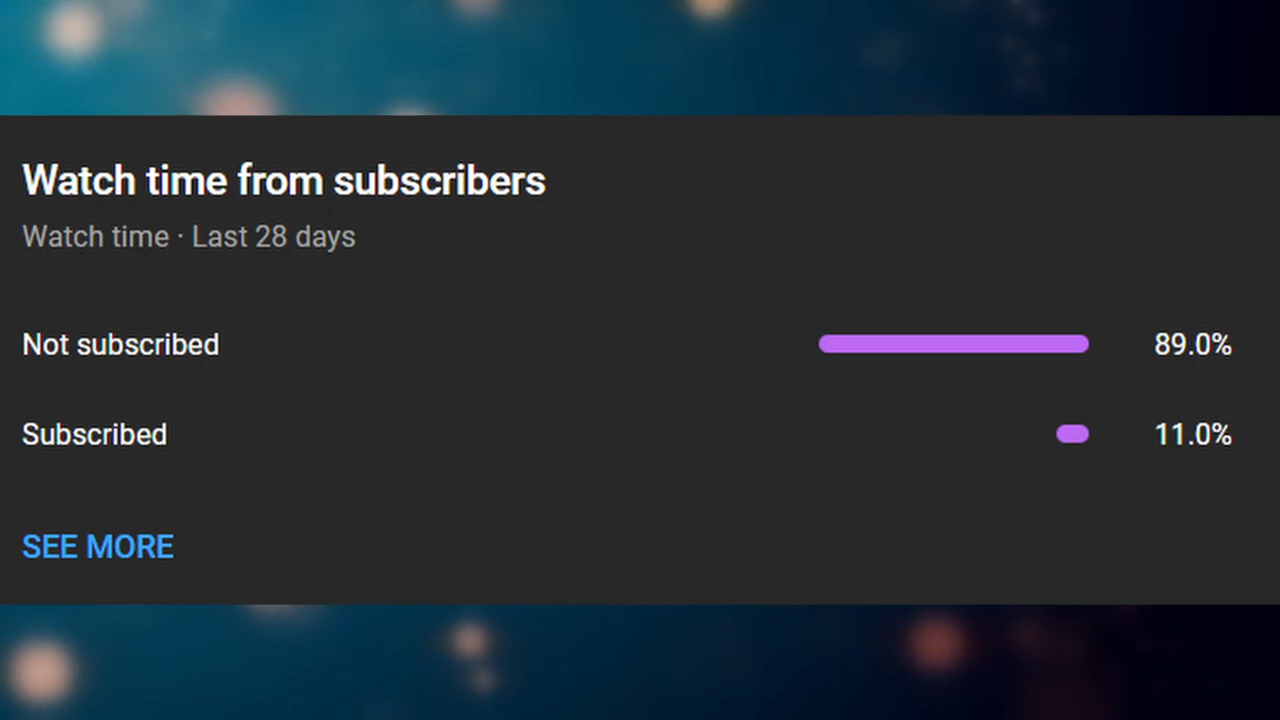 Watch time from subscribers
Watch time · Last 28 days
Not subscribed 89.0%
Subscribed 11.0%
SEE MORE